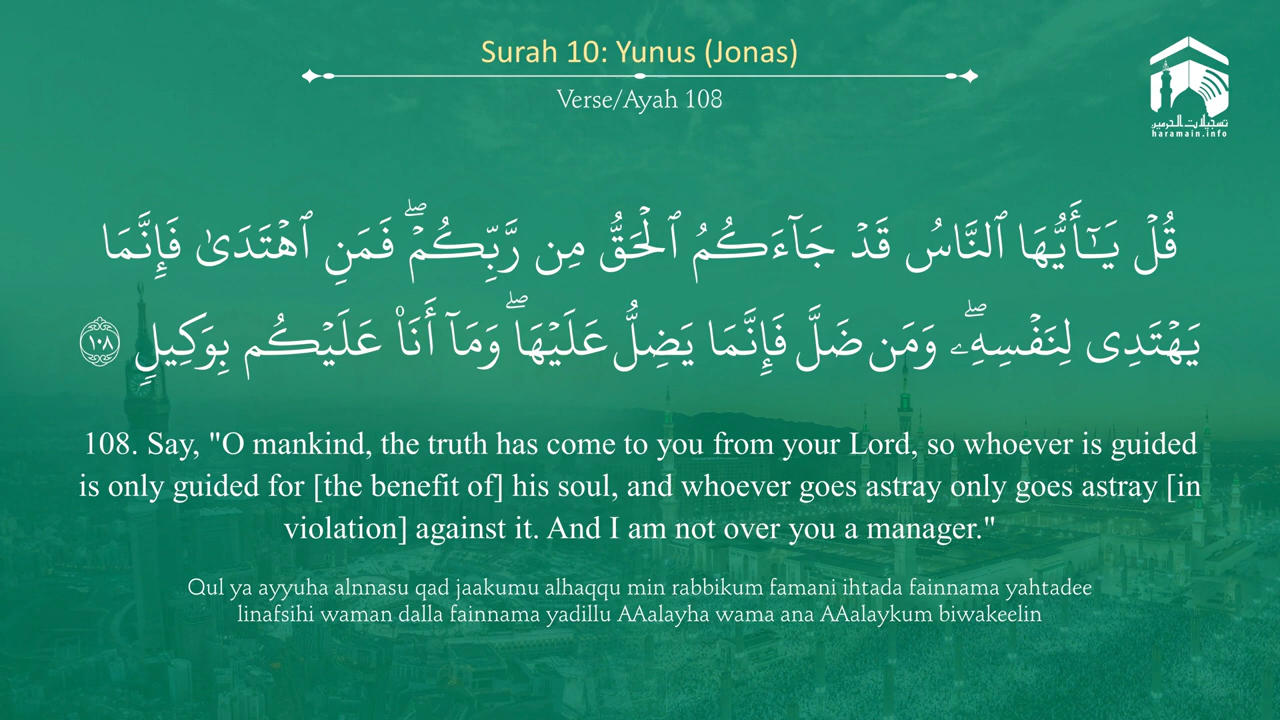 Surah 10: Yunus (Jonas)
Verse/Ayah 108
تسجيلات الحرمين
haramain.info
قُلْ يَـٰٓأَيُّهَا ٱلنَّاسُ قَدْ جَآءَكُمُ ٱلْحَقُّ مِن رَّبِّكُمْ ۖ فَمَنِ ٱهْتَدَىٰ فَإِنَّمَا
يَهْتَدِى لِنَفْسِهِۦ ۖ وَمَن ضَلَّ فَإِنَّمَا يَضِلُّ عَلَيْهَا ۖ وَمَآ أَنَا۠ عَلَيْكُم بِوَكِيلٍ ١٠٨
108. Say, "O mankind, the truth has come to you from your Lord, so whoever is guided
is only guided for [the benefit of] his soul, and whoever goes astray only goes astray [in
violation] against it. And I am not over you a manager."
Qul ya ayyuha alnnasu qad jaakumu alhaqqu min rabbikum famani ihtada fainnama yahtadee
linafsihi waman dalla fainnama yadillu AAalayha wama ana AAalaykum biwakeelin